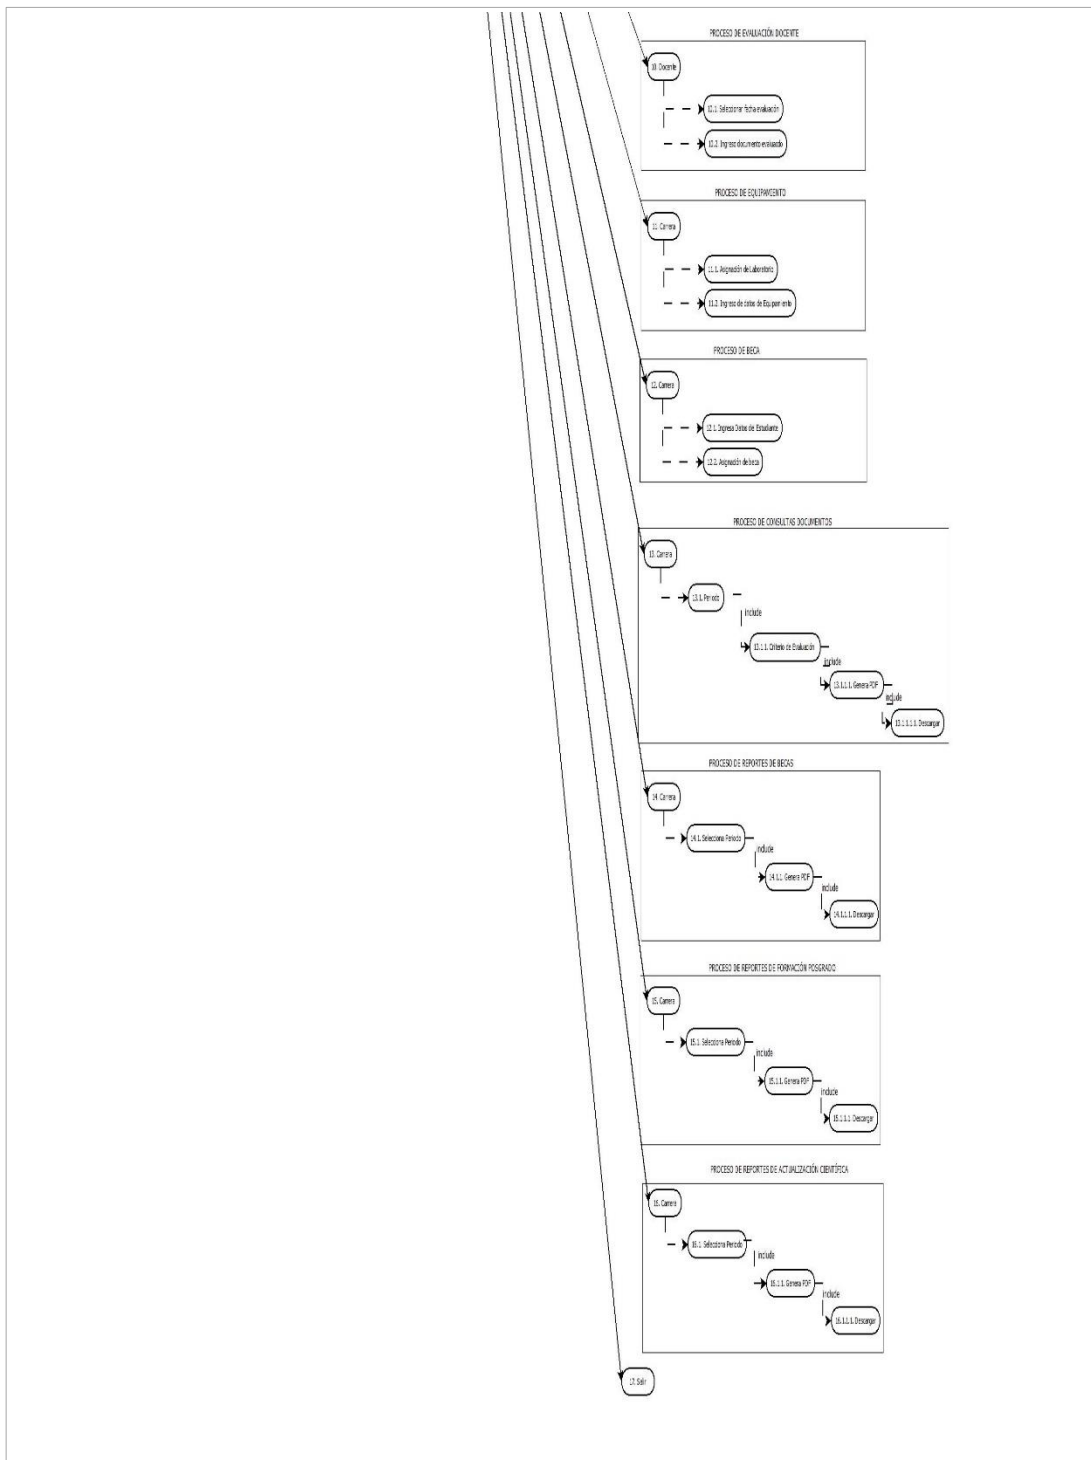 PROCESO DE EVALUACIÓN DOCENTE
10. Docente
10.1. Seleccionar fecha evaluación
10.2. Ingreso documento evaluado
PROCESO DE EQUIPAMIENTO
11. Carrera
11.1. Asignación de Laboratorio
11.2. Ingreso de datos de Equipamiento
PROCESO DE BECA
12. Carrera
12.1. Ingresa Datos de Estudiante
12.2. Asignación de beca
PROCESO DE CONSULTAS DOCUMENTOS
13. Carrera
13.1. Periodo
include
13.1.1. Criterio de Evaluación
include
13.1.1.1. Genera PDF
include
13.1.1.1.1. Descargar
PROCESO DE REPORTES DE BECAS
14. Carrera
14.1. Selecciona Periodo
include
14.1.1. Genera PDF
include
14.1.1.1. Descargar
PROCESO DE REPORTES DE FORMACIÓN POSGRADO
15. Carrera
15.1. Selecciona Periodo
include
15.1.1. Genera PDF
include
15.1.1.1. Descargar
PROCESO DE REPORTES DE ACTUALIZACIÓN CIENTÍFICA
16. Carrera
16.1. Selecciona Periodo
include
16.1.1. Genera PDF
include
16.1.1.1. Descargar
17. Salir